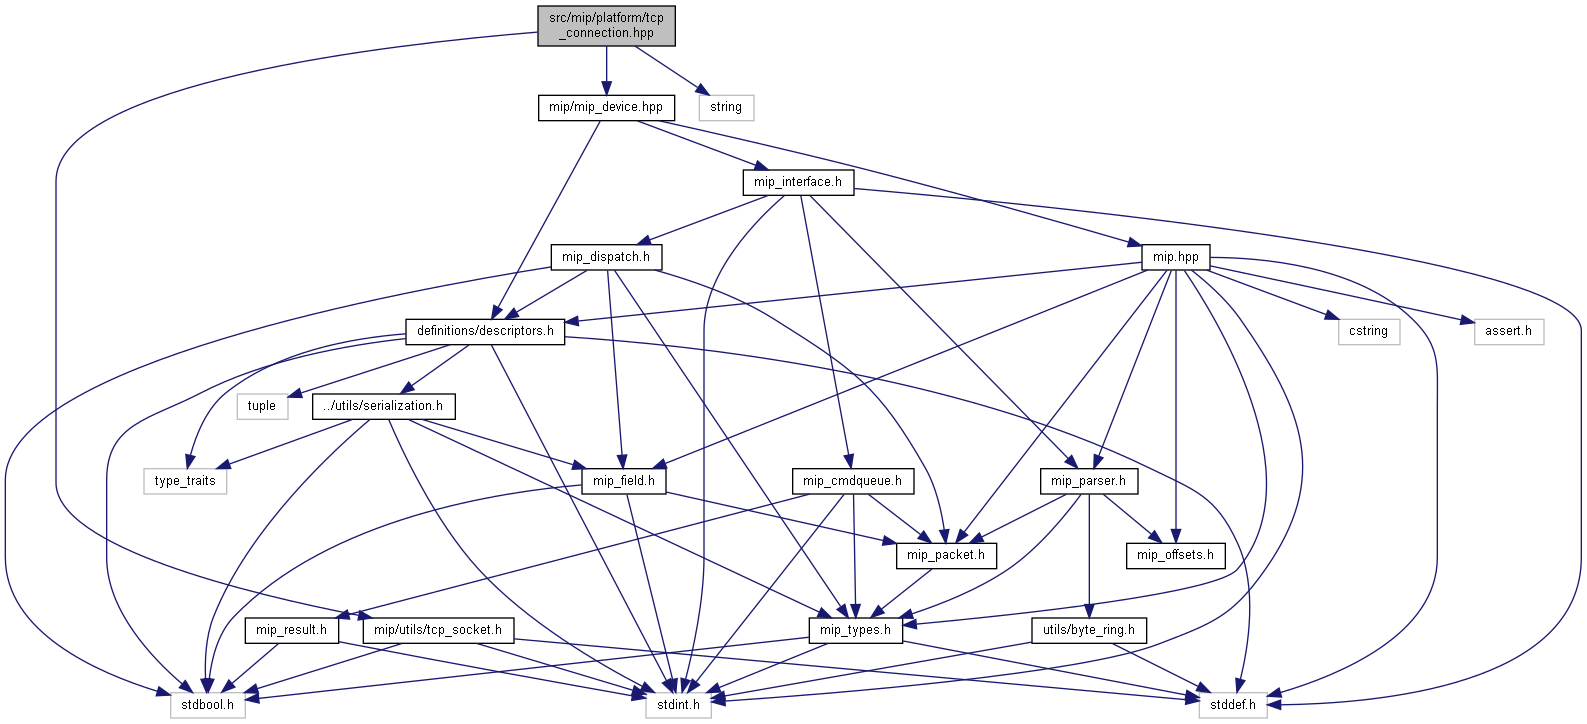 src/mip/platform/tcp
_connection.hpp
mip/mip_device.hpp
string
mip_interface.h
mip_dispatch.h
mip.hpp
definitions/descriptors.h
cstring
assert.h
tuple
../utils/serialization.h
type_traits
mip_field.h
mip_cmdqueue.h
mip_parser.h
mip_packet.h
mip_offsets.h
mip_result.h
mip/utils/tcp_socket.h
mip_types.h
utils/byte_ring.h
stdbool.h
stdint.h
stddef.h